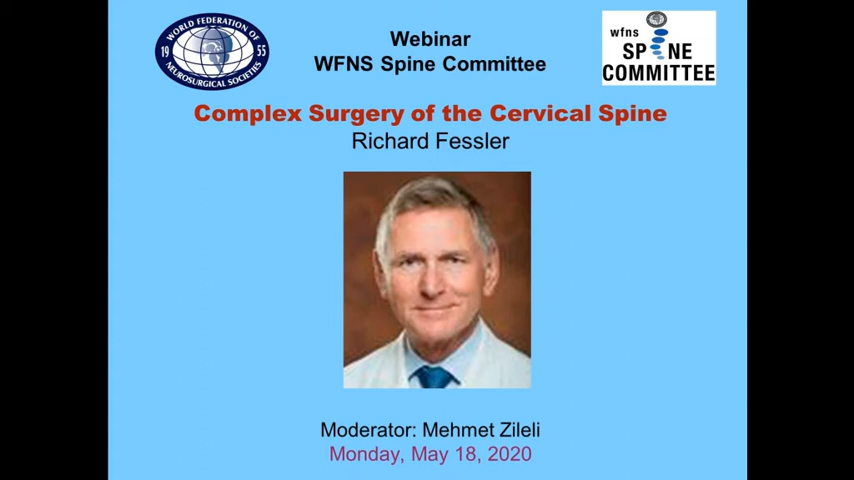 WORLD FEDERATION OF
19 55
NEUROSURGICAL SOCIETIES
Webinar
WFNS Spine Committee
wfns
SPINE
COMMITTEE
Complex Surgery of the Cervical Spine
Richard Fessler
Moderator: Mehmet Zileli
Monday, May 18, 2020